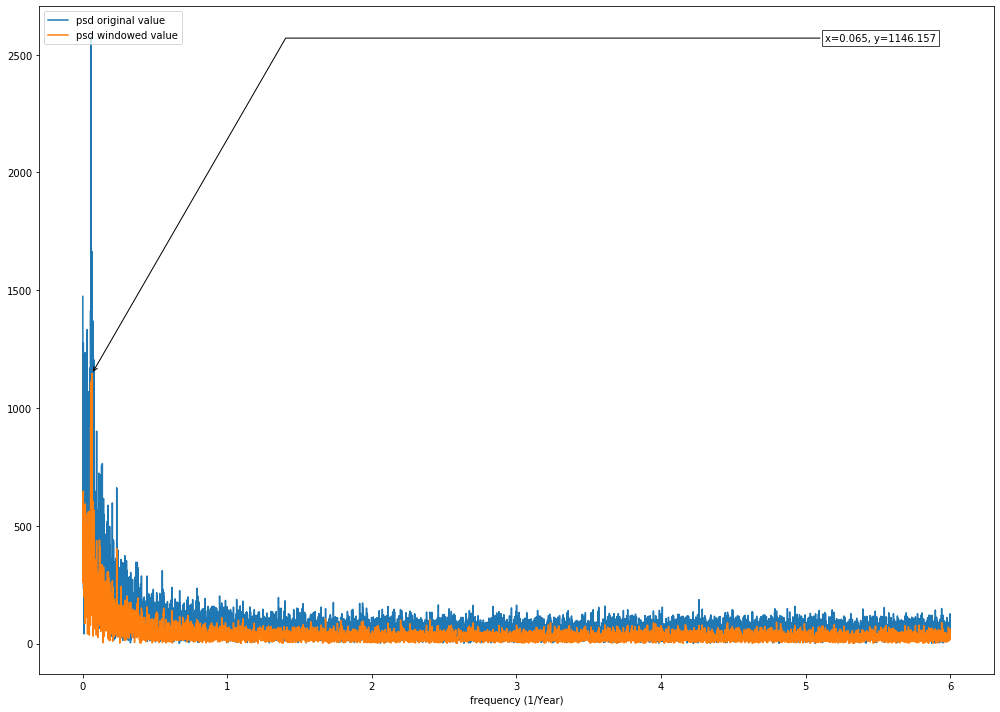 psd original value
psd windowed value
x=0.065, y=1146.157
2500
2000
1500
1000
500
0
0 1 2 3 4 5 6
frequency (1/Year)